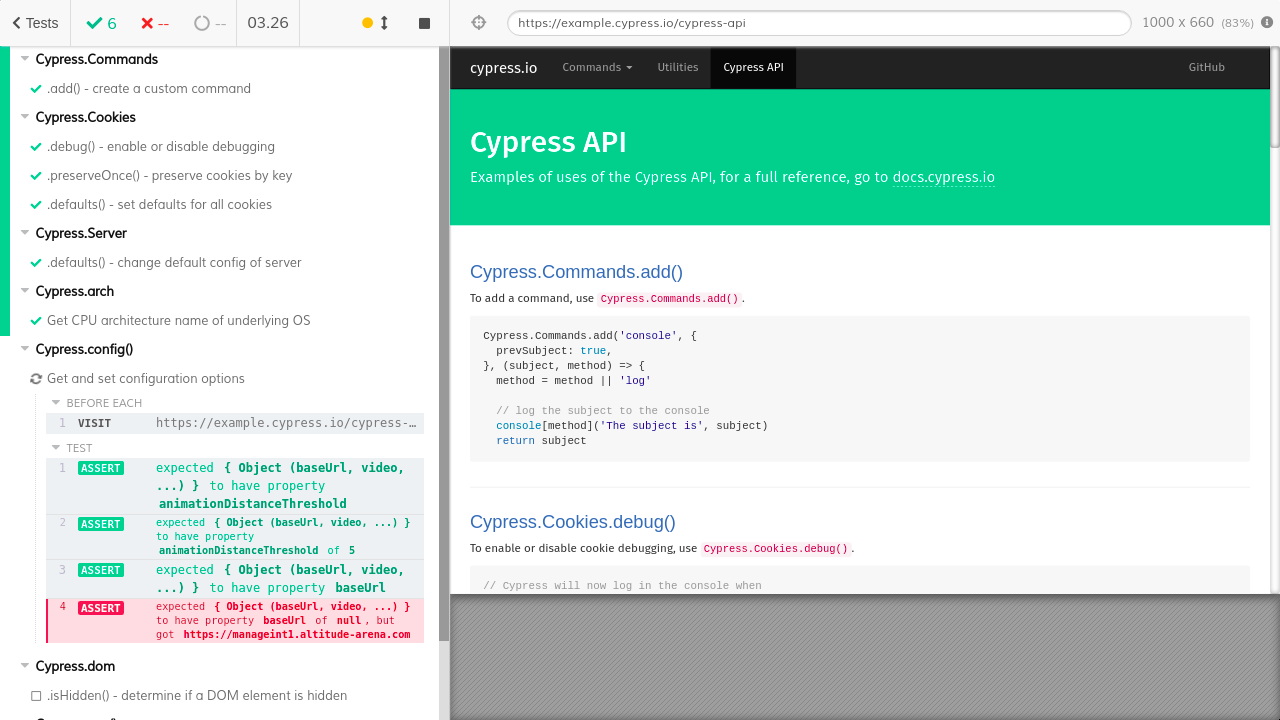 Tests
6
--
--
03.26
https://example.cypress.io/cypress-api
1000 x 660 (83%)
Cypress.Commands
.add() - create a custom command
Cypress.Cookies
.debug() - enable or disable debugging
.preserveOnce() - preserve cookies by key
.defaults() - set defaults for all cookies
Cypress.Server
.defaults() - change default config of server
Cypress.arch
Get CPU architecture name of underlying OS
Cypress.config()
Get and set configuration options
BEFORE EACH
1 VISIT https://example.cypress.io/cypress-…
TEST
1 ASSERT expected { Object (baseUrl, video,
...) } to have property
animationDistanceThreshold
2 ASSERT expected { Object (baseUrl, video, ...) }
to have property
animationDistanceThreshold of 5
3 ASSERT expected { Object (baseUrl, video,
...) } to have property baseUrl
4 ASSERT expected { Object (baseUrl, video, ...) }
to have property baseUrl of null, but
got https://manageint1.altitude-arena.com
Cypress.dom
.isHidden() - determine if a DOM element is hidden
cypress.io Commands Utilities Cypress API GitHub
Cypress API
Examples of uses of the Cypress API, for a full reference, go to docs.cypress.io
Cypress.Commands.add()
To add a command, use Cypress.Commands.add() .
Cypress.Commands.add('console', {
prevSubject: true,
}, (subject, method) => {
method = method || 'log'
// log the subject to the console
console[method]('The subject is', subject)
return subject
Cypress.Cookies.debug()
To enable or disable cookie debugging, use Cypress.Cookies.debug() .
// Cypress will now log in the console when